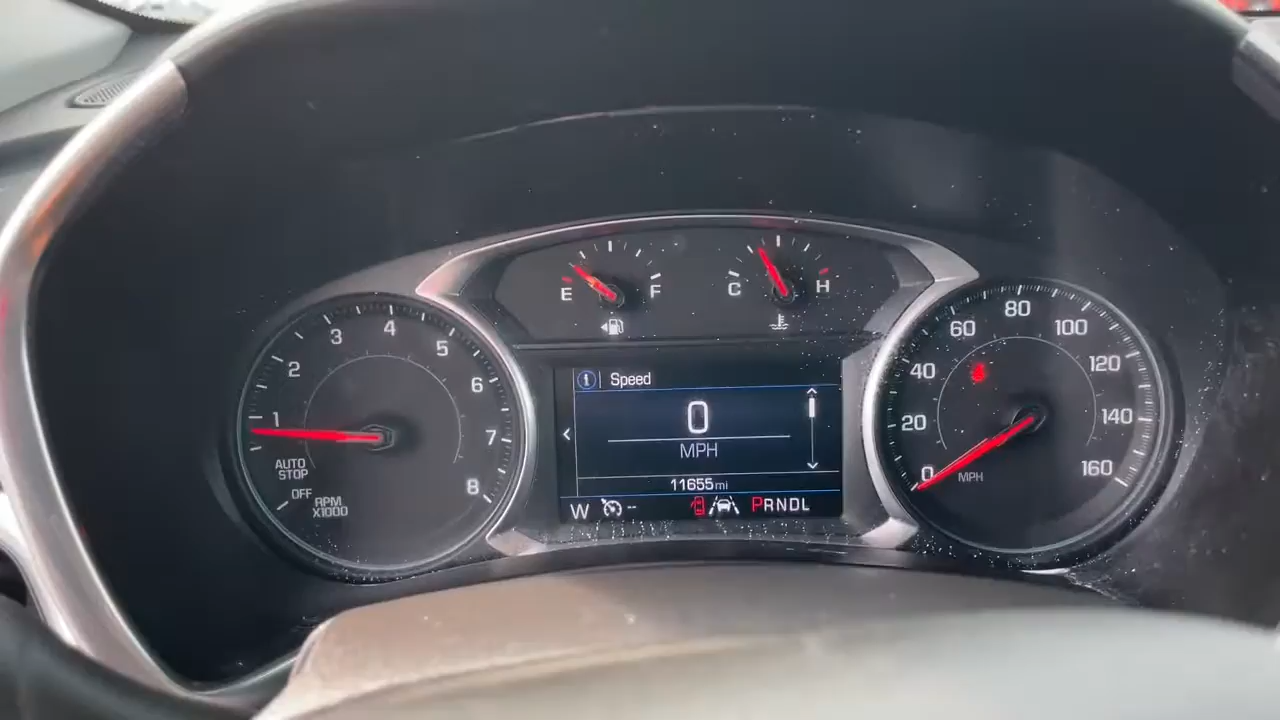 E F
C H
1 2 3 4 5 6 7 8
AUTO
STOP
OFF
RPM
X1000
Speed
0
MPH
11655mi
W -- PRNDL
0 20 40 60 80 100 120 140 160
MPH